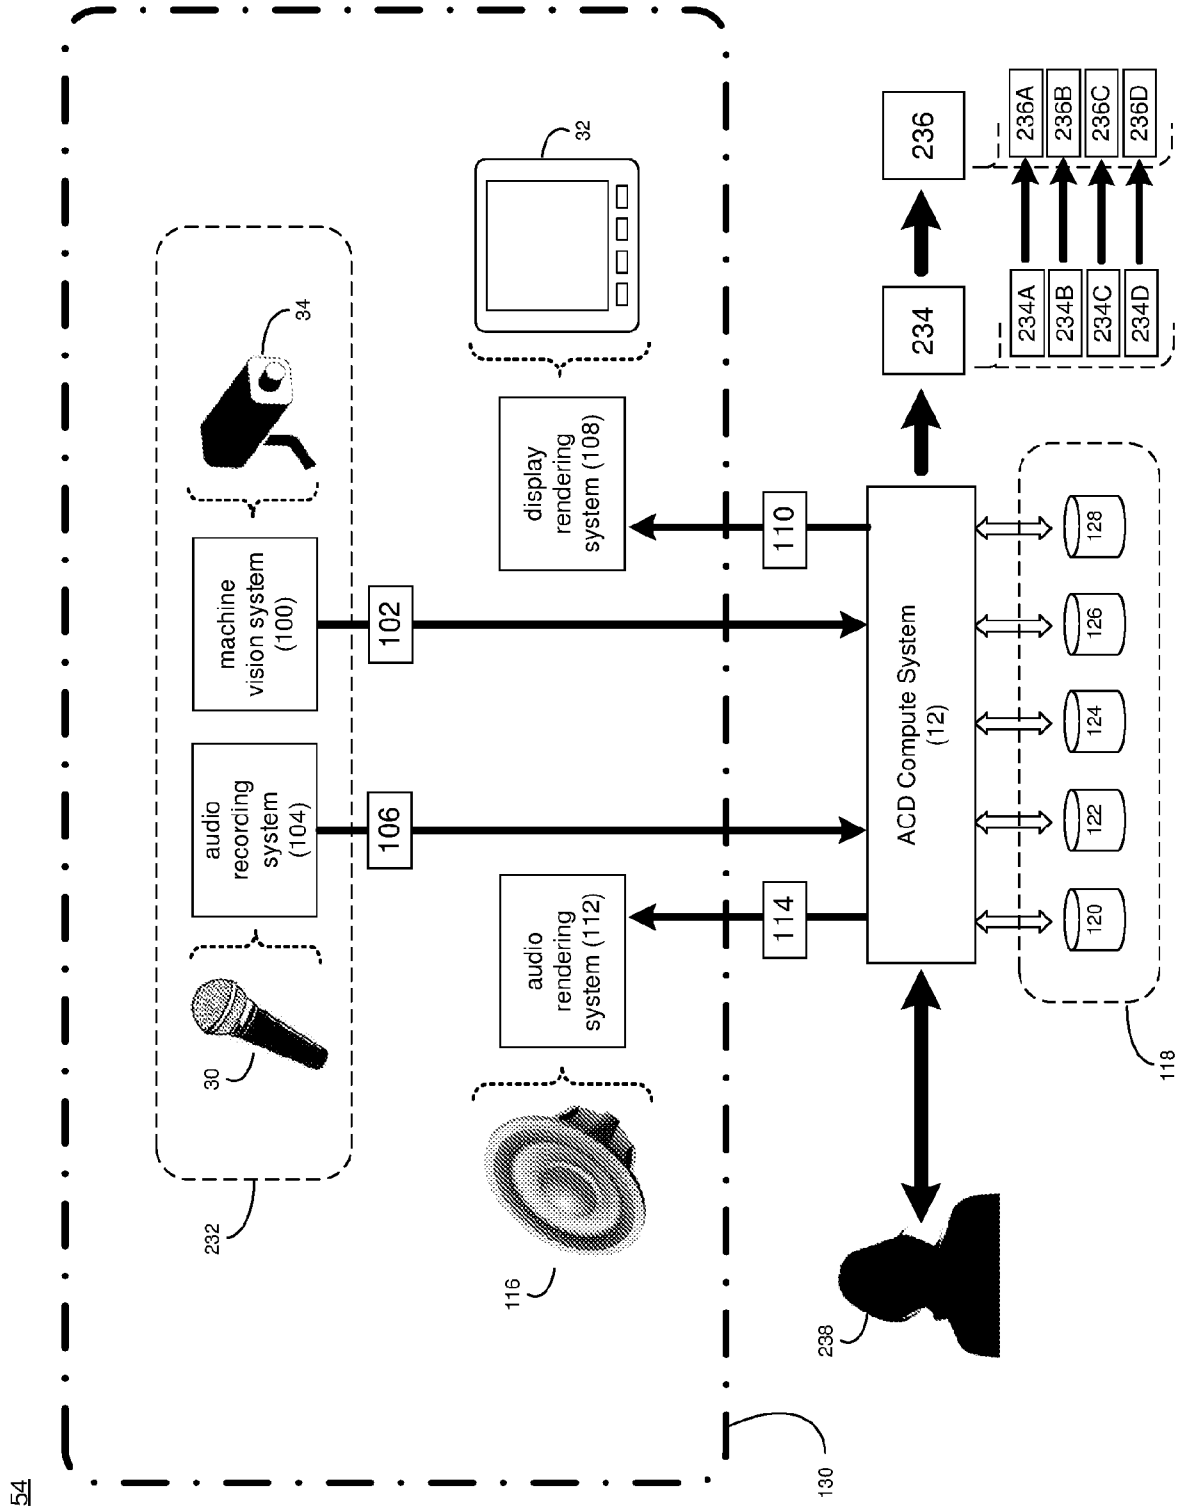 54
232
30
audio
recording
system
(104)
machine
vision system
(100)
34
106
102
116
audio
rendering
system (112)
display
rendering
system (108)
32
114
110
130
238
ACD Compute System
(12)
234
236
120
122
124
126
128
118
234A
236A
234B
236B
234C
236C
234D
236D